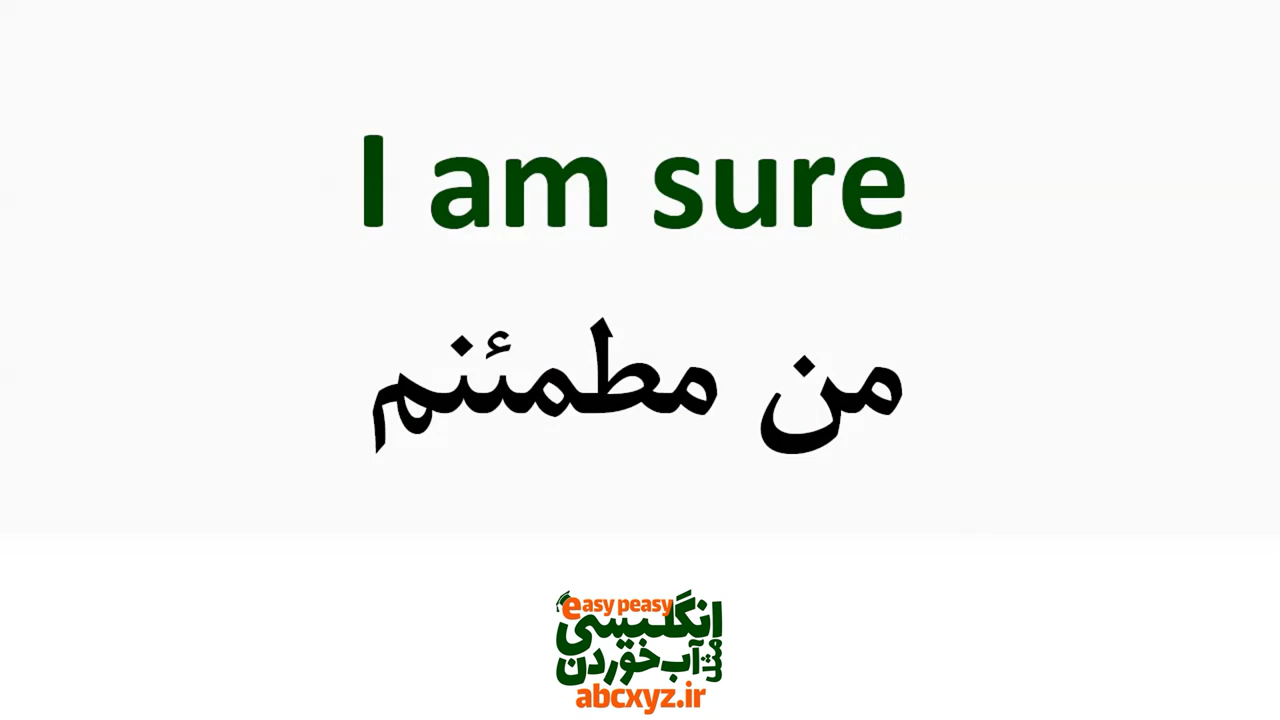 I am sure
من مطمئنم
easy peasy
انگلیسی
مثل آب خوردن
abcxyz.ir